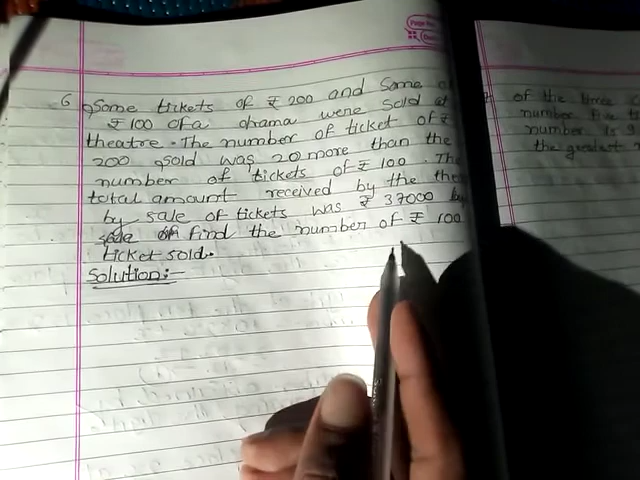 6 Some tickets of ₹ 200 and Some of
₹ 100 of a drama were sold at
theatre. The number of ticket of ₹
200 sold was 20 more than the
number of tickets of ₹ 100. The
total amount received by the the
by sale of tickets was ₹ 37000 by
sale of find the number of ₹ 100
ticket sold.
Solution:-
of the three
number
number. is
the greatest